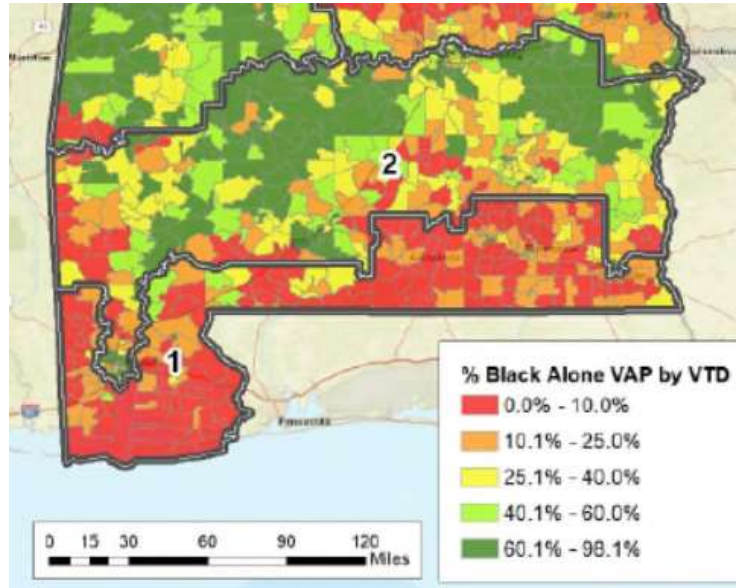 2
1
Pensacola
% Black Alone VAP by VTD
0.0% - 10.0%
10.1% - 25.0%
25.1% - 40.0%
40.1% - 60.0%
60.1% - 98.1%
0 15 30 60 90 120
Miles